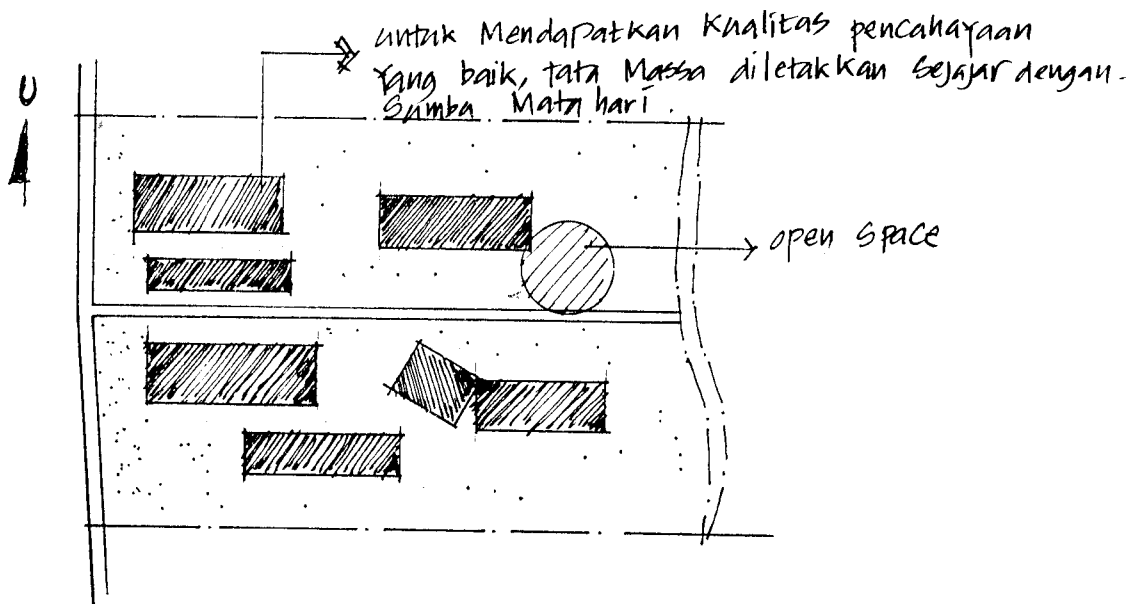 untuk Mendapatkan Kualitas pencahayaan
Yang baik, tata Massa diletakkan Sejajar dengan
Sumba Matahari.
U
open space